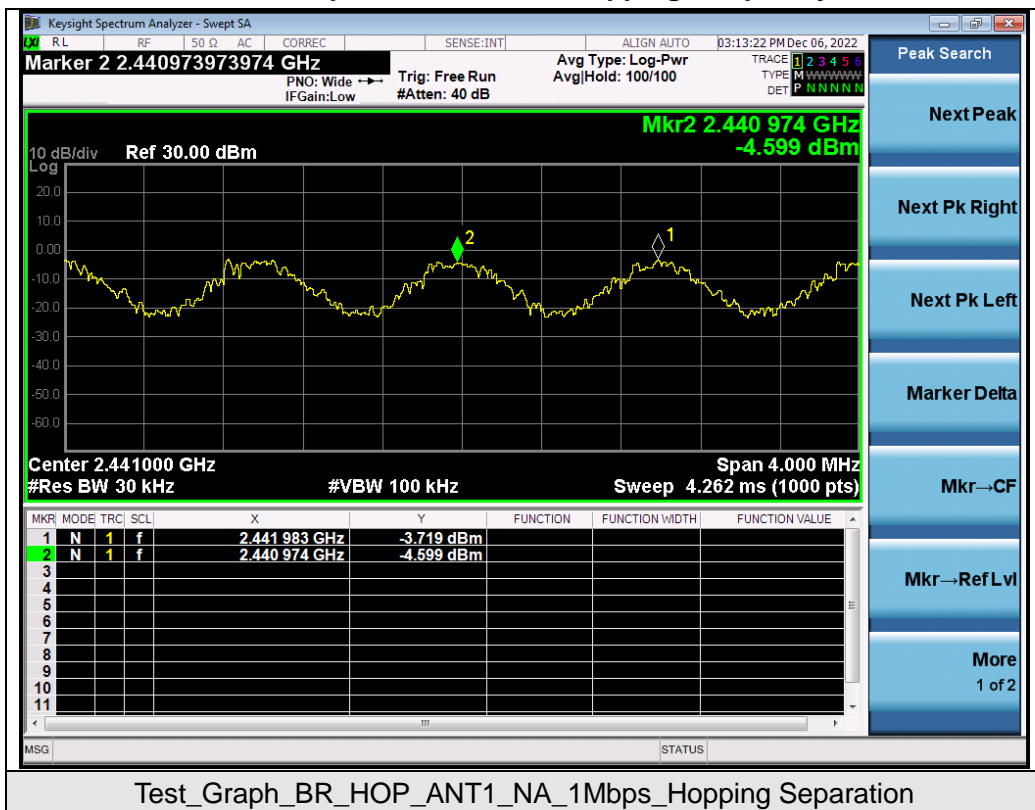 Keysight Spectrum Analyzer - Swept SA
LXI RL RF 50 Ω AC CORREC SENSE:INT ALIGN AUTO 03:13:22 PM Dec 06, 2022
Marker 2 2.440973973974 GHz
PNO: Wide
IFGain:Low
Trig: Free Run
#Atten: 40 dB
Avg Type: Log-Pwr
Avg|Hold: 100/100
TRACE 1 2 3 4 5 6
TYPE M WWWWW
DET P N N N N N
Peak Search
Mkr2 2.440 974 GHz
-4.599 dBm
10 dB/div Ref 30.00 dBm
Log
20.0
10.0
0.00
-10.0
-20.0
-30.0
-40.0
-50.0
-60.0
2
1
Center 2.441000 GHz Span 4.000 MHz
#Res BW 30 kHz #VBW 100 kHz Sweep 4.262 ms (1000 pts)
MKR MODE TRC SCL X Y FUNCTION FUNCTION WIDTH FUNCTION VALUE
1 N 1 f 2.441 983 GHz -3.719 dBm
2 N 1 f 2.440 974 GHz -4.599 dBm
3
4
5
6
7
8
9
10
11
Next Peak
Next Pk Right
Next Pk Left
Marker Delta
Mkr→CF
Mkr→Ref Lvl
More
1 of 2
MSG STATUS
Test_Graph_BR_HOP_ANT1_NA_1Mbps_Hopping Separation